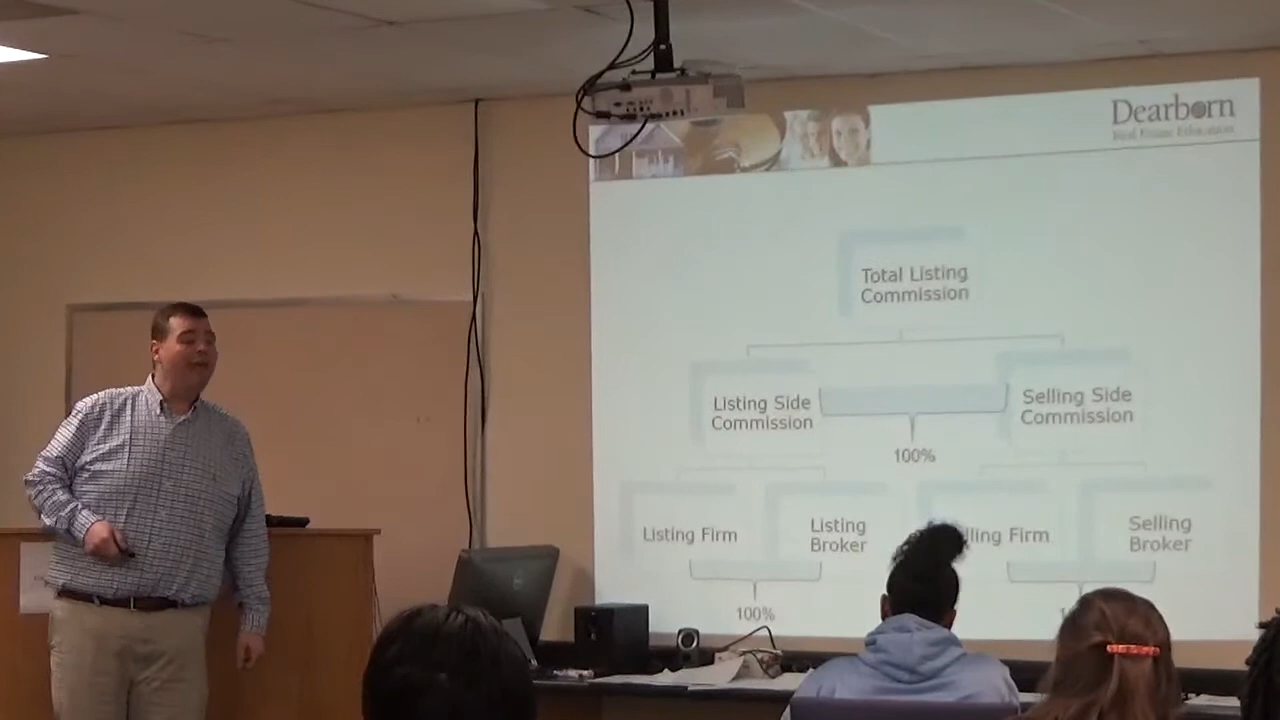 Dearborn
Real Estate Education
Total Listing
Commission
Listing Side
Commission
Selling Side
Commission
100%
Listing Firm
Listing
Broker
Firm
Selling
Broker
100%